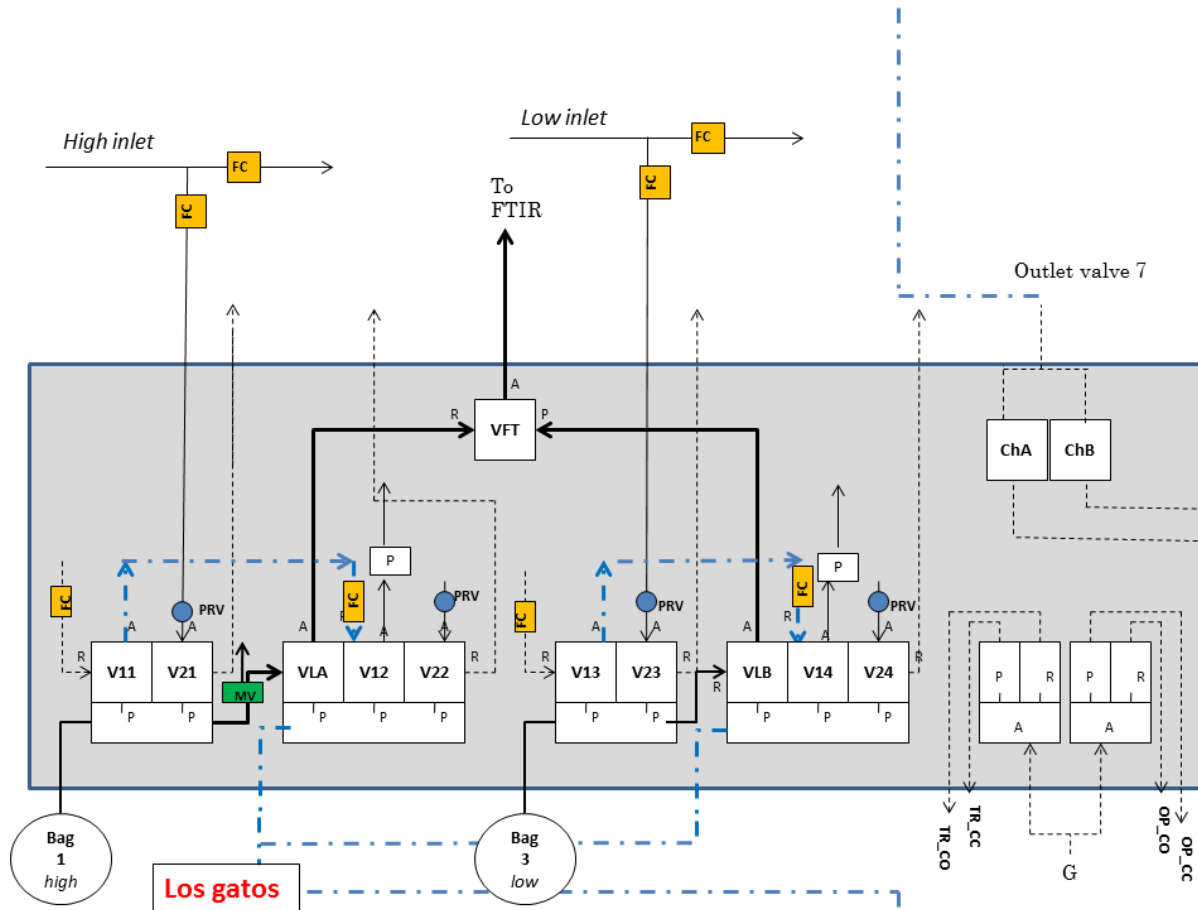 High inlet
FC
FC
Low inlet
FC
FC
To
FTIR
Outlet valve 7
A
R
P
VFT
ChA
ChB
P
P
FC
FC
FC
FC
PRV
PRV
PRV
PRV
A
A
R
A
A
A
A
R
A
A
A
R
V11
V21
R
VLA
V12
V22
R
R
V13
V23
R
R
VLB
V14
V24
R
MV
P
P
P
P
P
P
P
P
P
P
P
R
P
R
A
A
Bag
1
high
Bag
3
low
Los gatos
TR_CO
TR_CC
G
OP_CO
OP_CC